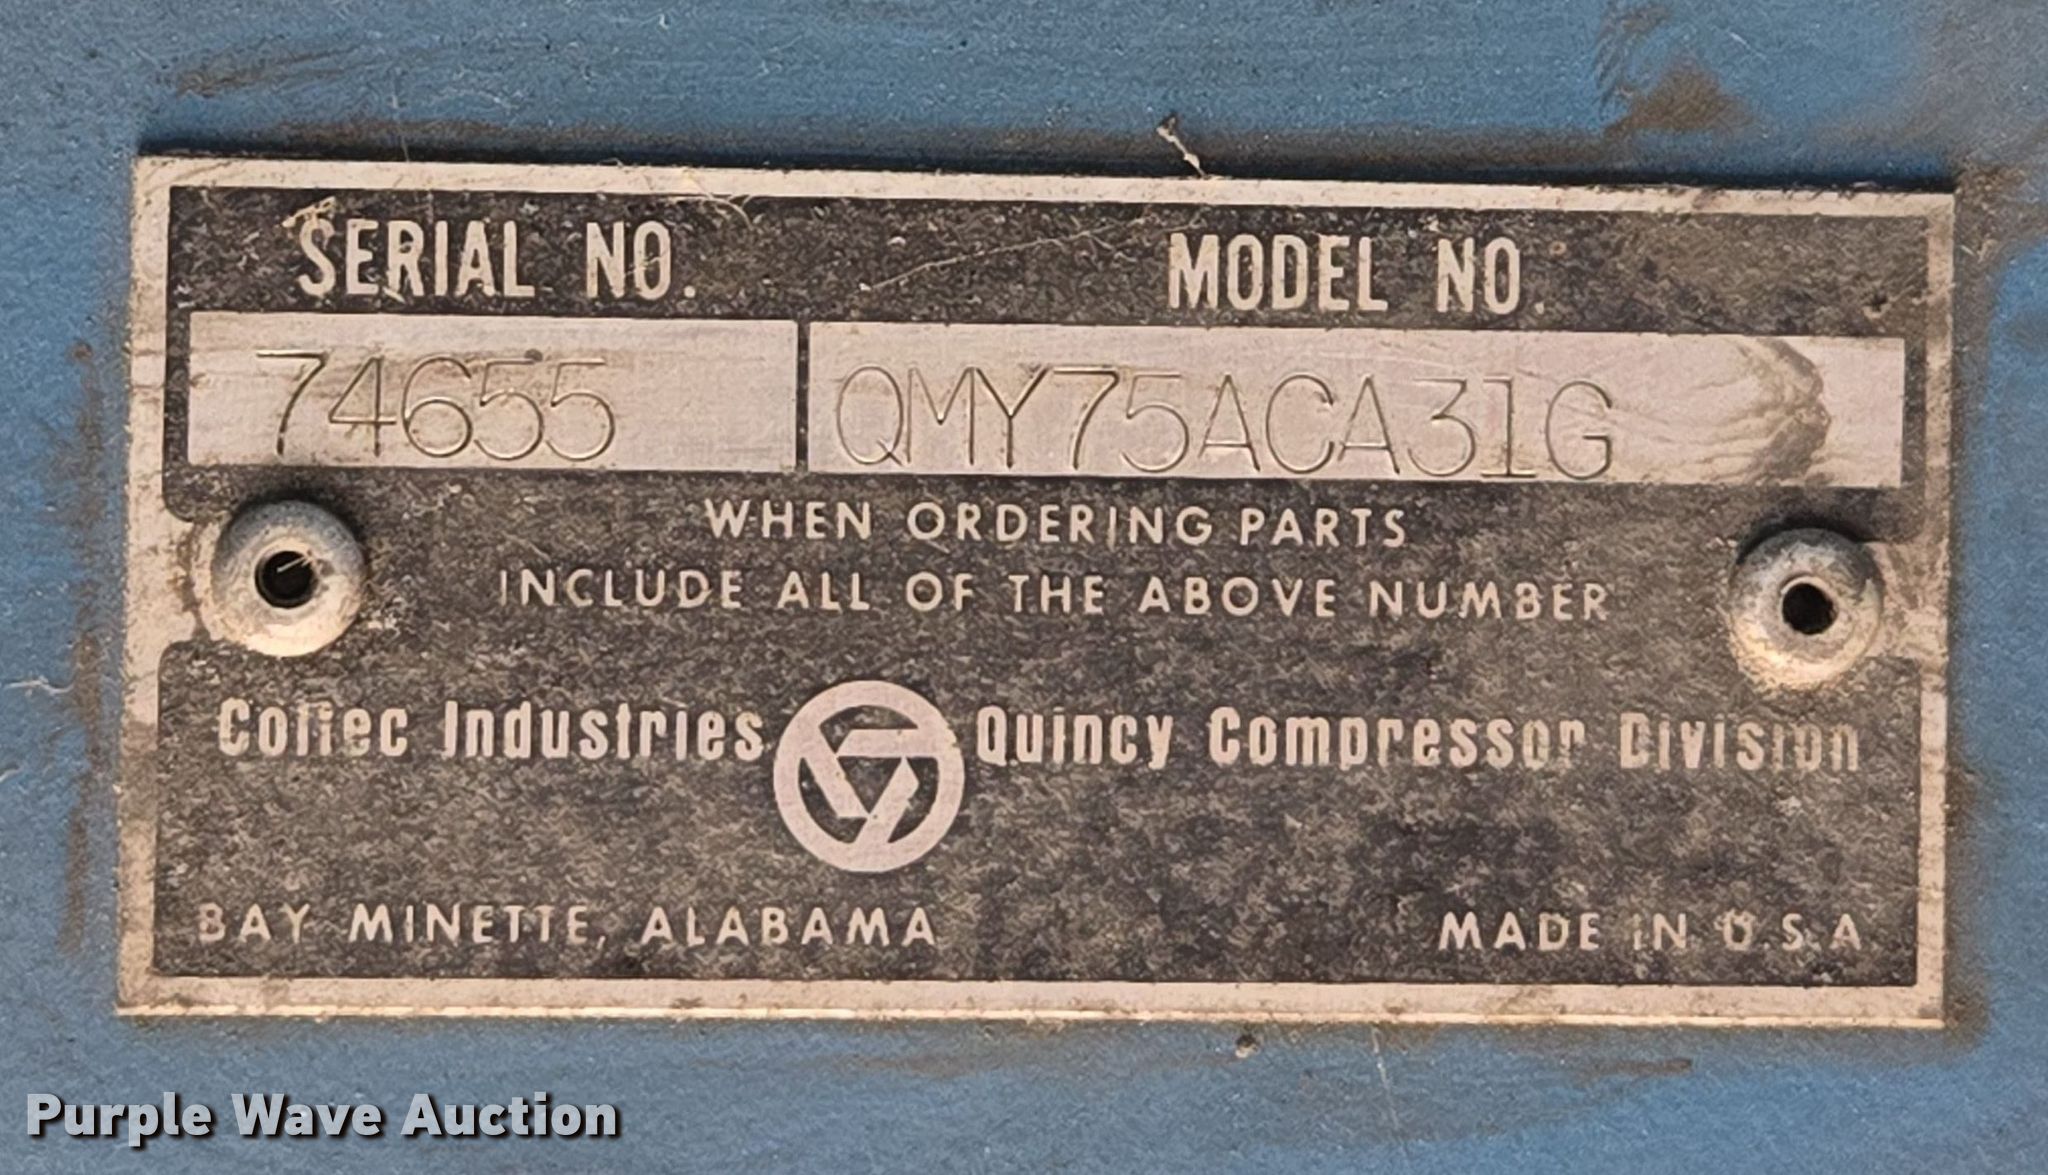 SERIAL NO. MODEL NO.
74655 QMY75ACA31G
WHEN ORDERING PARTS
INCLUDE ALL OF THE ABOVE NUMBER
Coltec Industries Quincy Compressor Division
BAY MINETTE, ALABAMA MADE IN U.S.A.
Purple Wave Auction